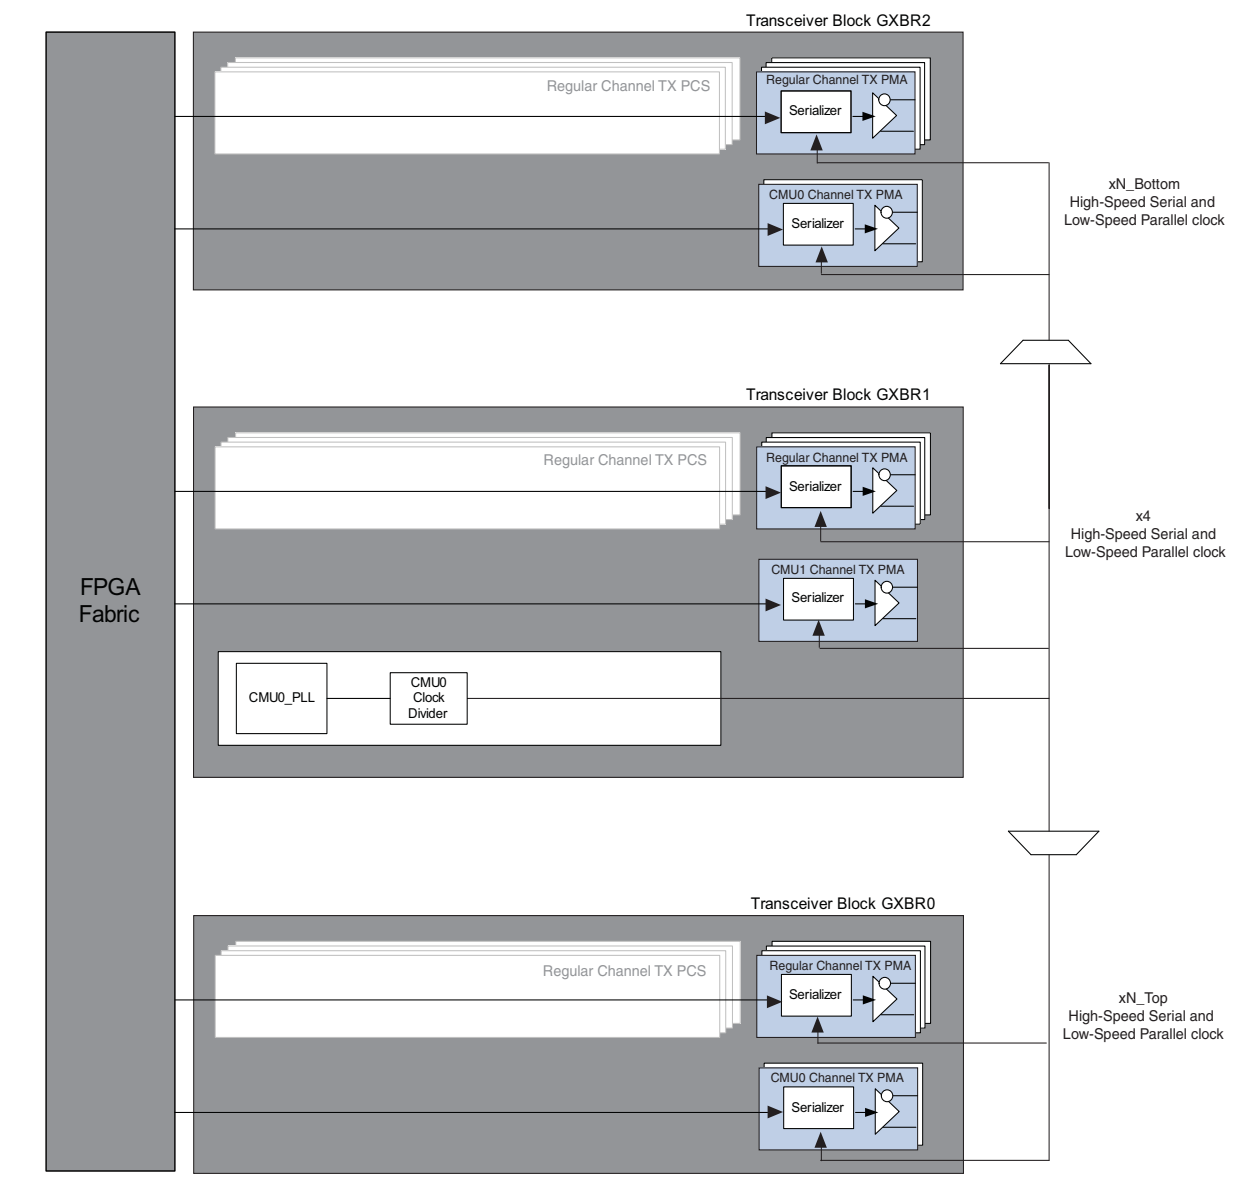 Transceiver Block GXBR2
Regular Channel TX PCS
Regular Channel TX PMA
Serializer
CMU0 Channel TX PMA
Serializer
xN_Bottom
High-Speed Serial and
Low-Speed Parallel clock
Transceiver Block GXBR1
Regular Channel TX PCS
Regular Channel TX PMA
Serializer
x4
High-Speed Serial and
Low-Speed Parallel clock
FPGA
Fabric
CMU1 Channel TX PMA
Serializer
CMU0_PLL
CMU0
Clock
Divider
Transceiver Block GXBR0
Regular Channel TX PCS
Regular Channel TX PMA
Serializer
xN_Top
High-Speed Serial and
Low-Speed Parallel clock
CMU0 Channel TX PMA
Serializer